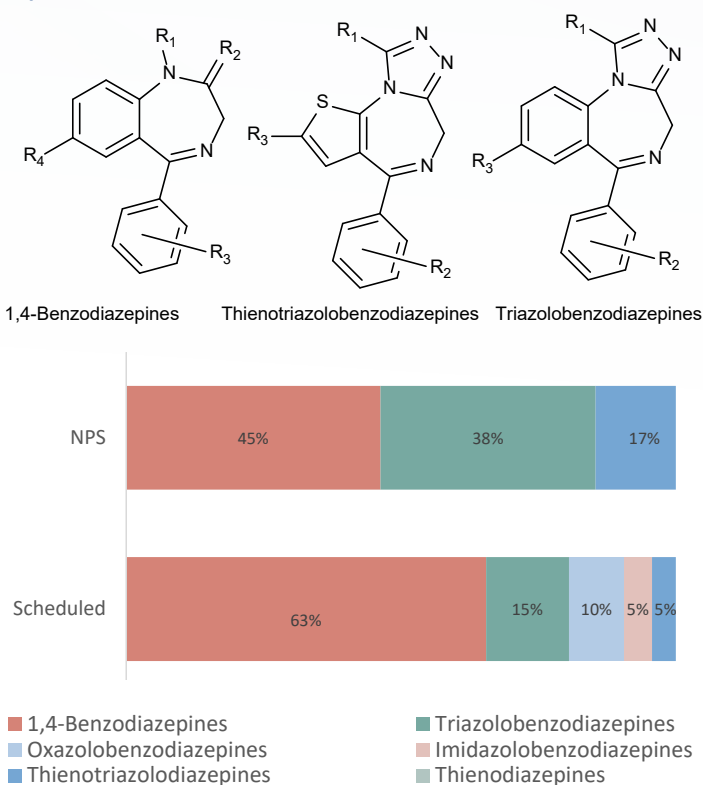 R1
R2
N
N
R4
R3
R1
N
N
N
S
R3
N
R2
R1
N
N
N
N
R3
R2
1,4-Benzodiazepines Thienotriazolobenzodiazepines Triazolobenzodiazepines
NPS 45% 38% 17%
Scheduled 63% 15% 10% 5% 5%
1,4-Benzodiazepines Triazolobenzodiazepines
Oxazolobenzodiazepines Imidazolobenzodiazepines
Thienotriazolodiazepines Thienodiazepines